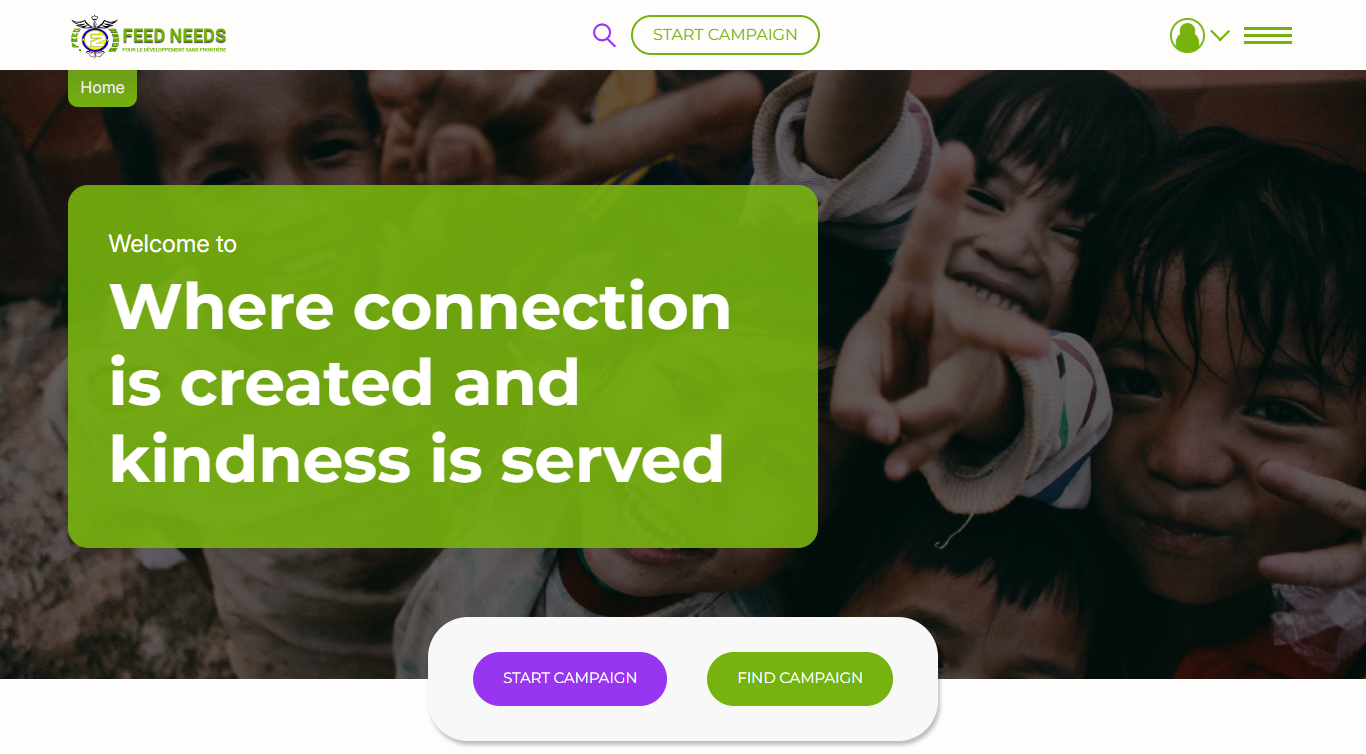 FEED NEEDS
POUR LE DÉVELOPPEMENT SANS FRONTIÈRE
START CAMPAIGN
Home
Welcome to
Where connection
is created and
kindness is served
START CAMPAIGN
FIND CAMPAIGN